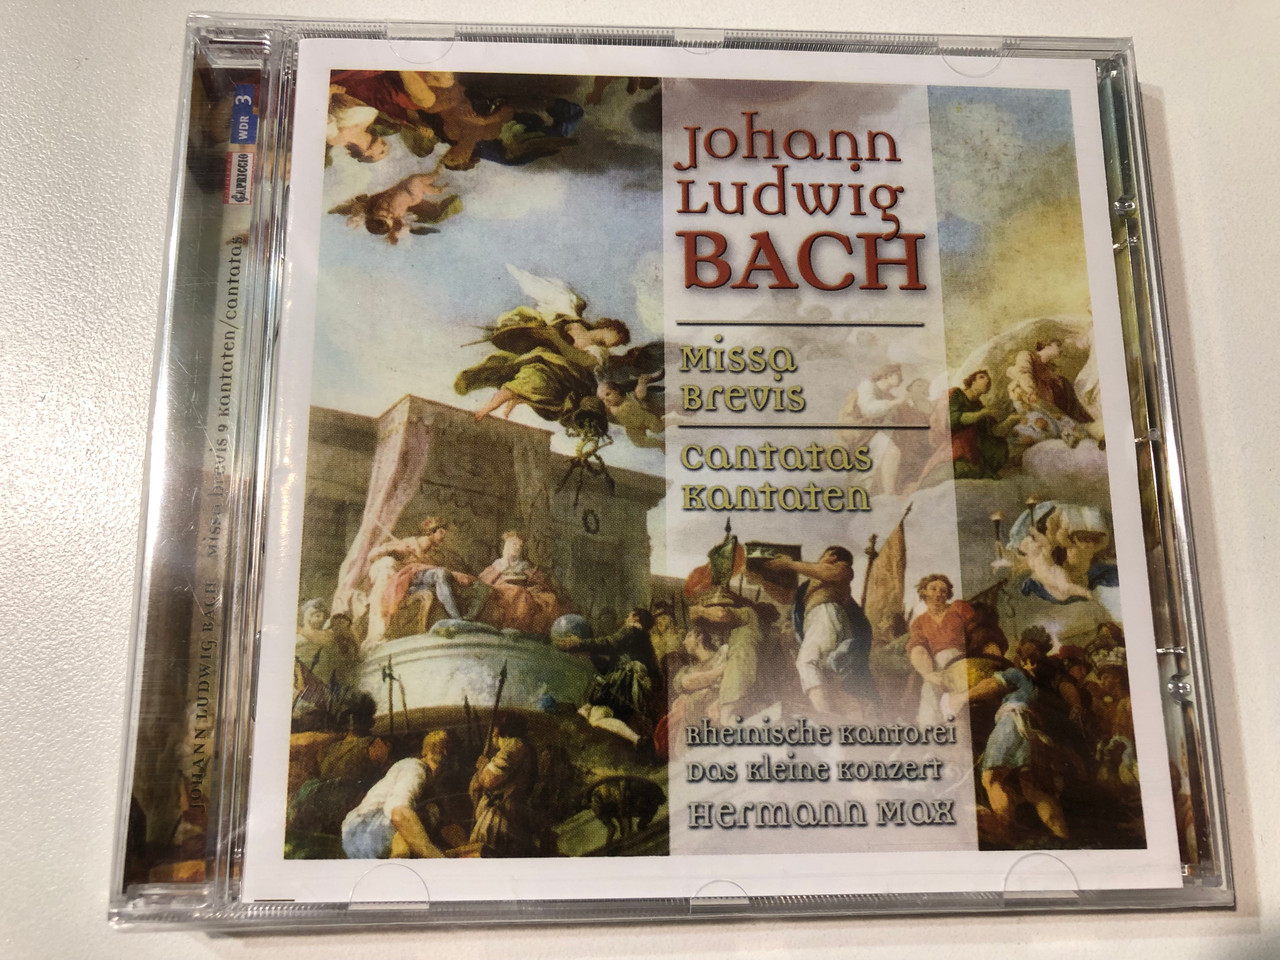 Johann
Ludwig
BACH
Missa
Brevis
Cantatas
Kantaten
Rheinische Kantorei
Das Kleine Konzert
Hermann Max
JOHANN LUDWIG BACH Missa brevis 9 Kantaten/Cantatas
CAPRICCIO
WDR 3